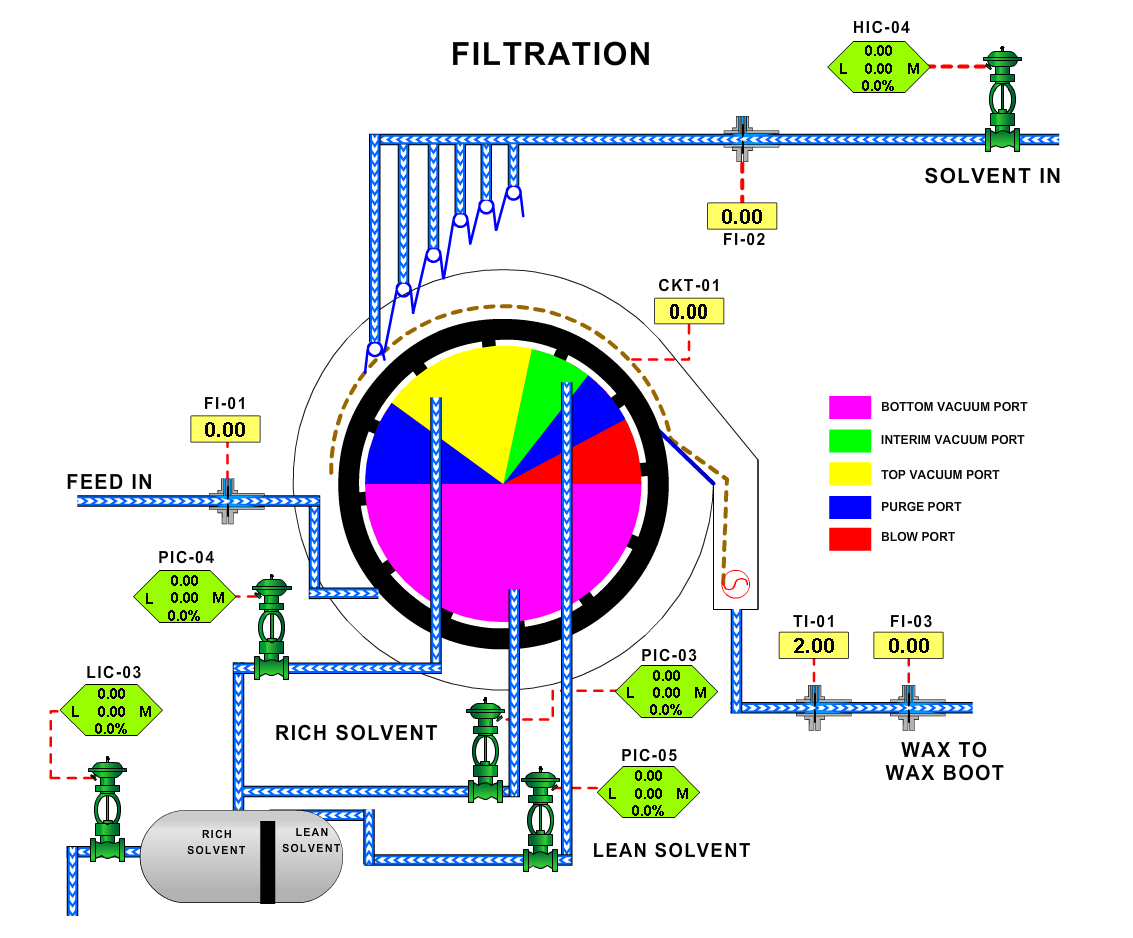 FILTRATION
HIC-04
0.00
L 0.00 M
0.0%
SOLVENT IN
0.00
FI-02
CKT-01
0.00
FI-01
0.00
FEED IN
BOTTOM VACUUM PORT
INTERIM VACUUM PORT
TOP VACUUM PORT
PURGE PORT
BLOW PORT
PIC-04
0.00
L 0.00 M
0.0%
TI-01
2.00
FI-03
0.00
LIC-03
0.00
L 0.00 M
0.0%
PIC-03
0.00
L 0.00 M
0.0%
RICH SOLVENT
WAX TO
WAX BOOT
PIC-05
0.00
L 0.00 M
0.0%
RICH
SOLVENT
LEAN
SOLVENT
LEAN SOLVENT